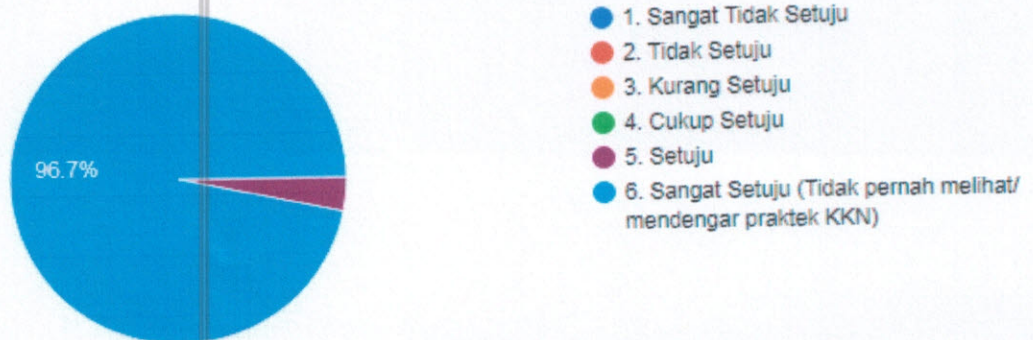 96.7%
1. Sangat Tidak Setuju
2. Tidak Setuju
3. Kurang Setuju
4. Cukup Setuju
5. Setuju
6. Sangat Setuju (Tidak pernah melihat/
mendengar praktek KKN)